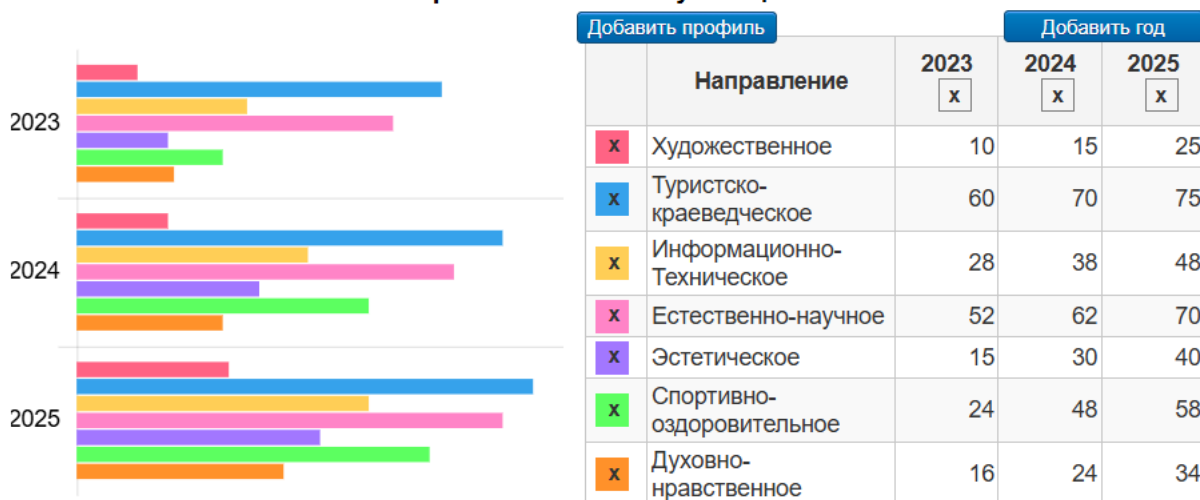 Добавить профиль
Добавить год
Направление
2023
2024
2025
x
x
x
x Художественное 10 15 25
x Туристско-
краеведческое 60 70 75
x Информационно-
Техническое 28 38 48
x Естественно-научное 52 62 70
x Эстетическое 15 30 40
x Спортивно-
оздоровительное 24 48 58
x Духовно-
нравственное 16 24 34
2023
2024
2025